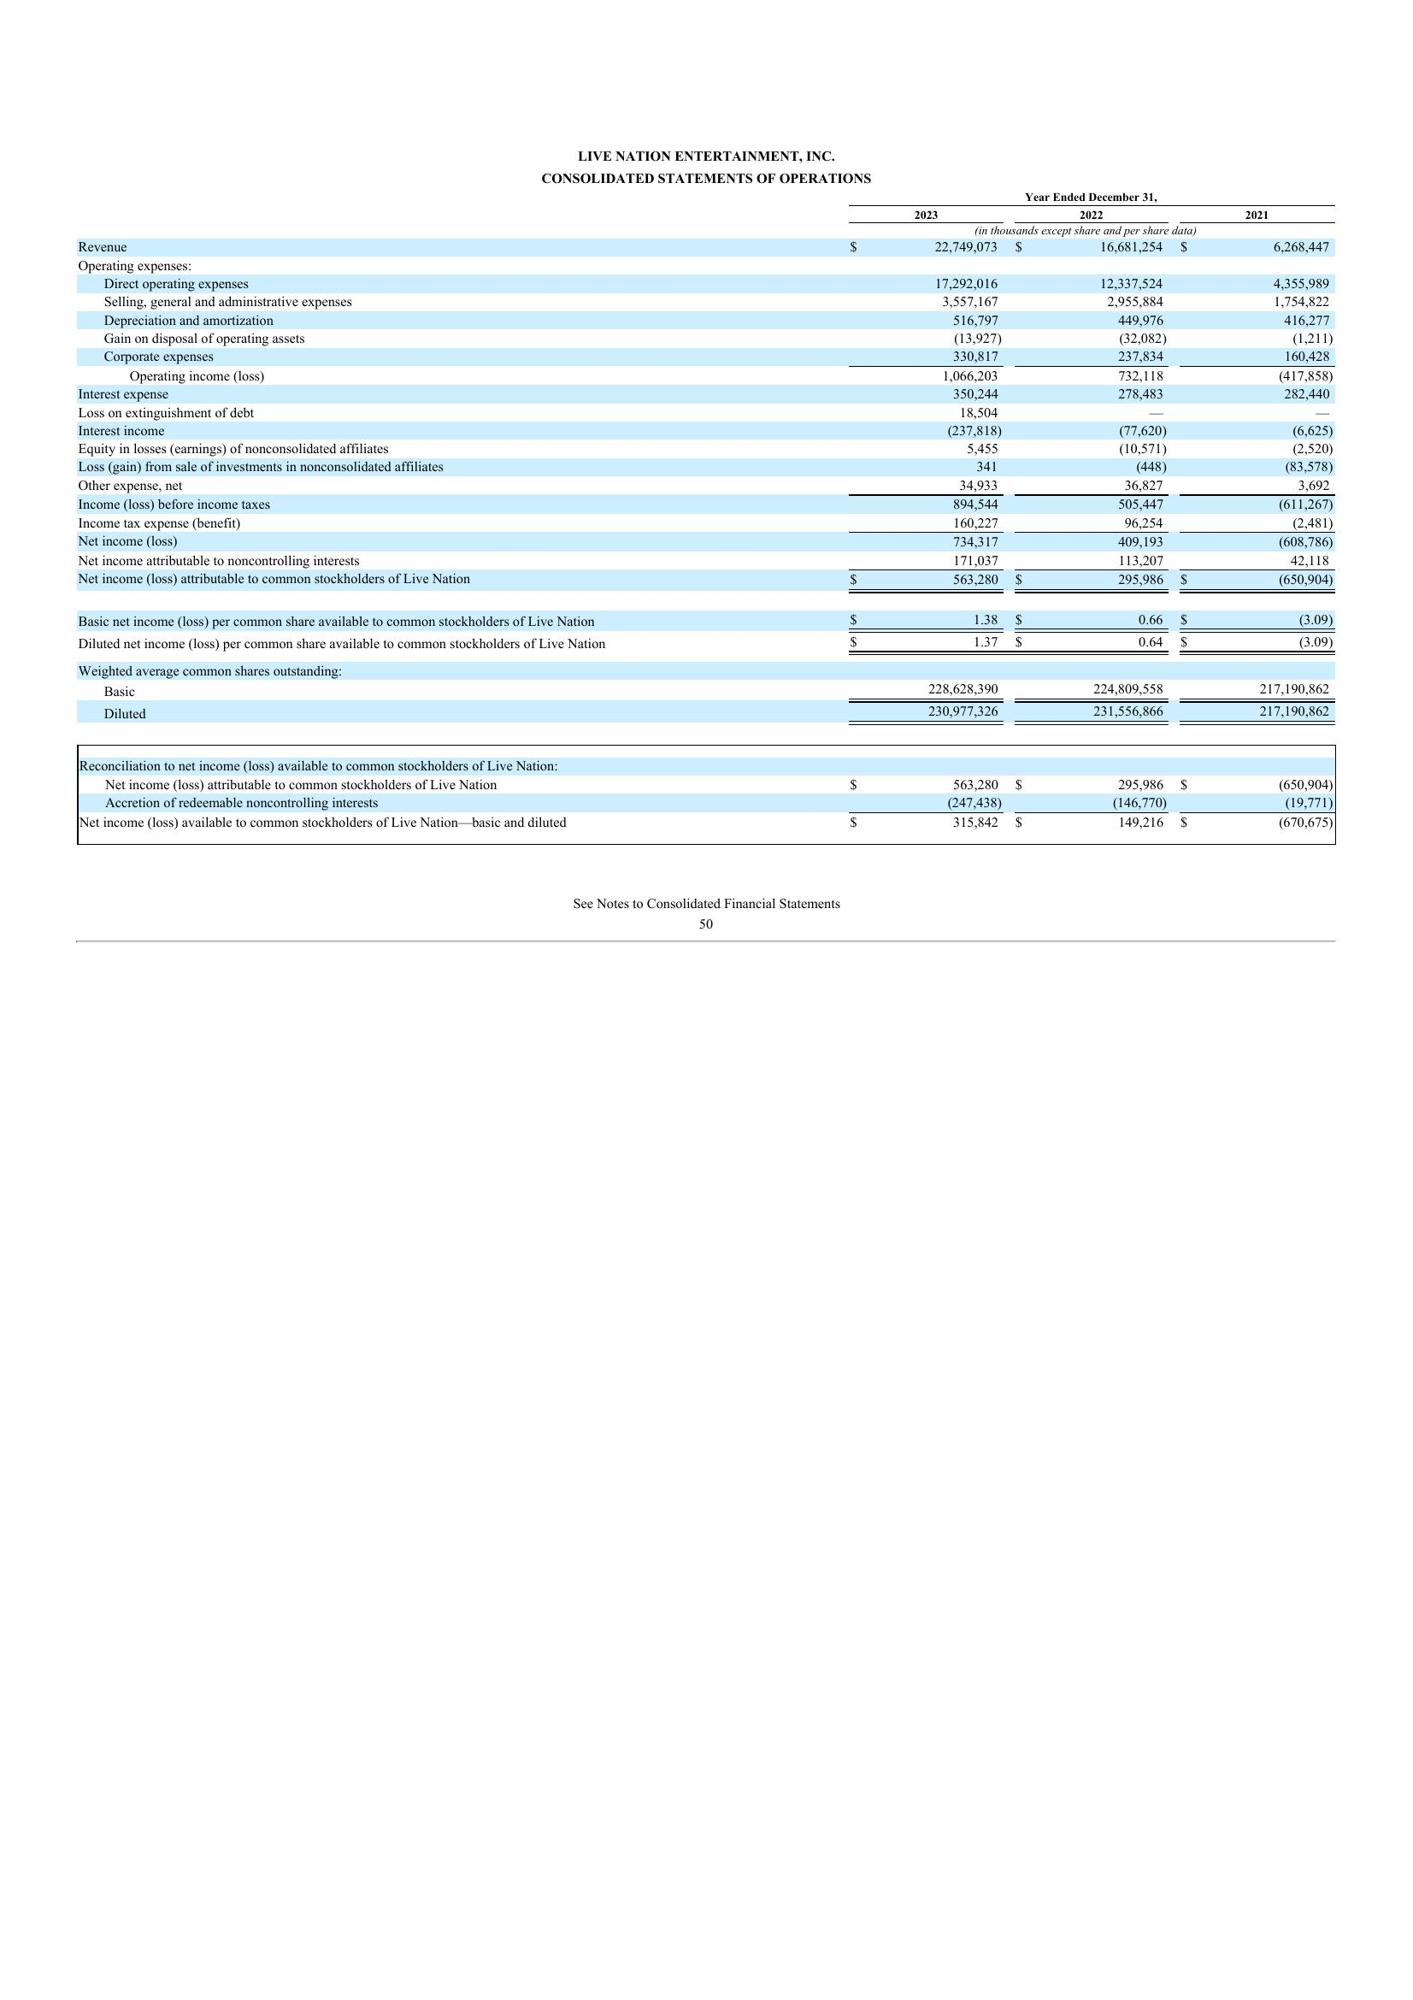 LIVE NATION ENTERTAINMENT, INC.
CONSOLIDATED STATEMENTS OF OPERATIONS
Year Ended December 31,
2023 2022 2021
(in thousands except share and per share data)
Revenue $ 22,749,073 $ 16,681,254 $ 6,268,447
Operating expenses:
Direct operating expenses 17,292,016 12,337,524 4,355,989
Selling, general and administrative expenses 3,557,167 2,955,884 1,754,822
Depreciation and amortization 516,797 449,976 416,277
Gain on disposal of operating assets (13,927) (32,082) (1,211)
Corporate expenses 330,817 237,834 160,428
Operating income (loss) 1,066,203 732,118 (417,858)
Interest expense 350,244 278,483 282,440
Loss on extinguishment of debt 18,504 — —
Interest income (237,818) (77,620) (6,625)
Equity in losses (earnings) of nonconsolidated affiliates 5,455 (10,571) (2,520)
Loss (gain) from sale of investments in nonconsolidated affiliates 341 (448) (83,578)
Other expense, net 34,933 36,827 3,692
Income (loss) before income taxes 894,544 505,447 (611,267)
Income tax expense (benefit) 160,227 96,254 (2,481)
Net income (loss) 734,317 409,193 (608,786)
Net income attributable to noncontrolling interests 171,037 113,207 42,118
Net income (loss) attributable to common stockholders of Live Nation $ 563,280 $ 295,986 $ (650,904)
Basic net income (loss) per common share available to common stockholders of Live Nation $ 1.38 $ 0.66 $ (3.09)
Diluted net income (loss) per common share available to common stockholders of Live Nation $ 1.37 $ 0.64 $ (3.09)
Weighted average common shares outstanding:
Basic 228,628,390 224,809,558 217,190,862
Diluted 230,977,326 231,556,866 217,190,862
Reconciliation to net income (loss) available to common stockholders of Live Nation:
Net income (loss) attributable to common stockholders of Live Nation $ 563,280 $ 295,986 $ (650,904)
Accretion of redeemable noncontrolling interests (247,438) (146,770) (19,771)
Net income (loss) available to common stockholders of Live Nation—basic and diluted $ 315,842 $ 149,216 $ (670,675)
See Notes to Consolidated Financial Statements
50